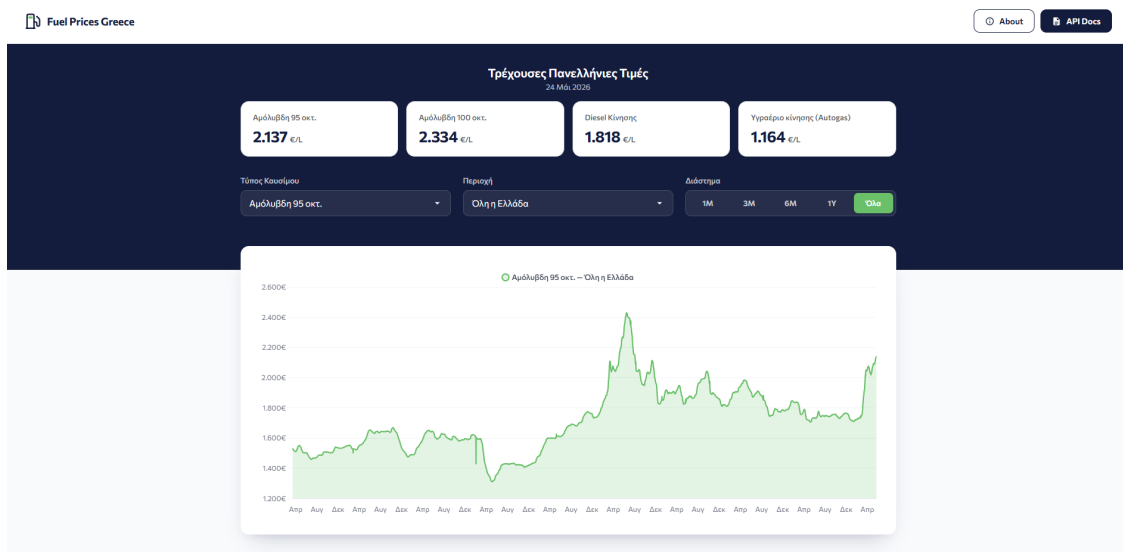 Fuel Prices Greece
About
API Docs
Τρέχουσες Πανελλήνιες Τιμές
24 Μάι 2026
Αμόλυβδη 95 οκτ.
2.137 €/L
Αμόλυβδη 100 οκτ.
2.334 €/L
Diesel Κίνησης
1.818 €/L
Υγραέριο κίνησης (Autogas)
1.164 €/L
Τύπος Καυσίμου
Αμόλυβδη 95 οκτ.
Περιοχή
Όλη η Ελλάδα
Διάστημα
1M 3M 6M 1Y Όλα
Αμόλυβδη 95 οκτ. — Όλη η Ελλάδα
2.600€
2.400€
2.200€
2.000€
1.800€
1.600€
1.400€
1.200€
Απρ Αυγ Δεκ Απρ Αυγ Δεκ Απρ Αυγ Δεκ Απρ Αυγ Δεκ Απρ Αυγ Δεκ Απρ Αυγ Δεκ Απρ Αυγ Δεκ Απρ Αυγ Δεκ Απρ Αυγ Δεκ Απρ